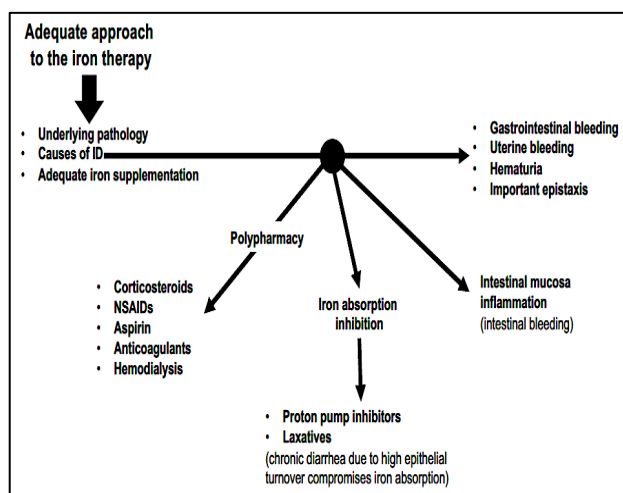 Adequate approach
to the iron therapy
• Underlying pathology
• Causes of ID
• Adequate iron supplementation
• Gastrointestinal bleeding
• Uterine bleeding
• Hematuria
• Important epistaxis
Polypharmacy
• Corticosteroids
• NSAIDs
• Aspirin
• Anticoagulants
• Hemodialysis
Iron absorption
inhibition
Intestinal mucosa
inflammation
(intestinal bleeding)
• Proton pump inhibitors
• Laxatives
(chronic diarrhea due to high epithelial
turnover compromises iron absorption)